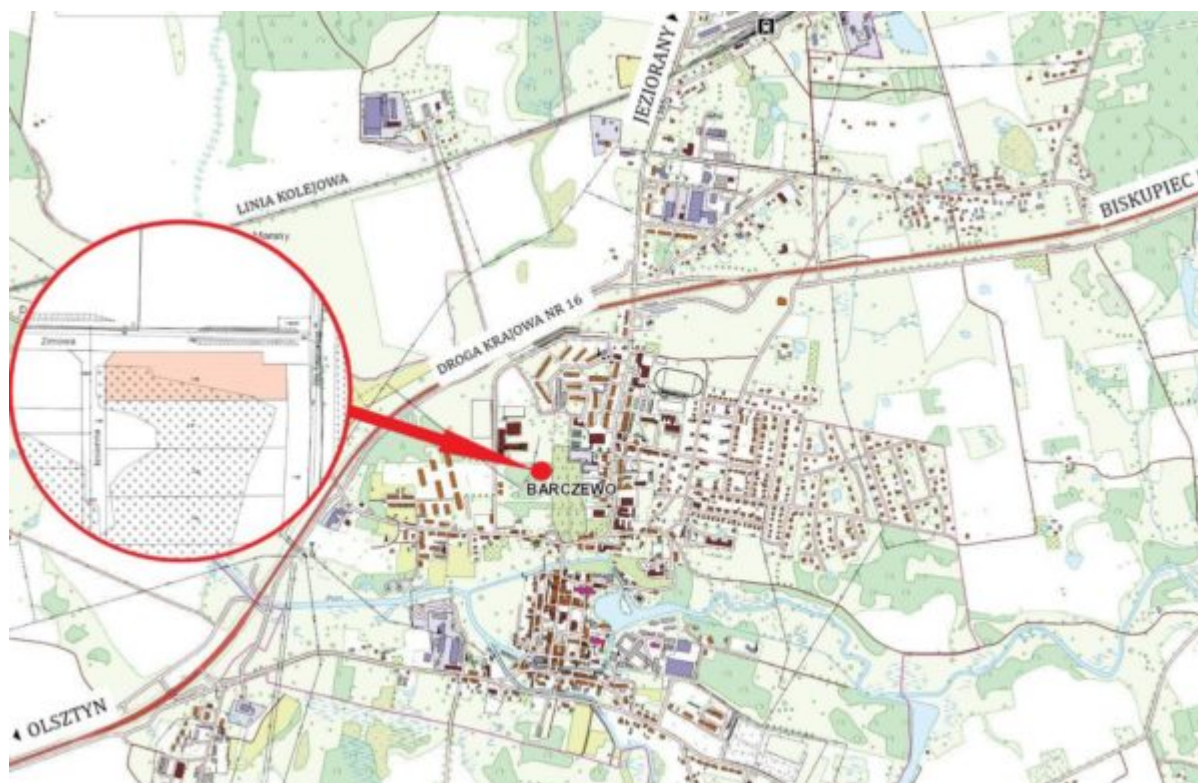 JEZIORANY
LINIA KOLEJOWA
BISKUPIEC
DROGA KRAJOWA NR 16
Zimowa
BARCZEWO
OLSZTYN